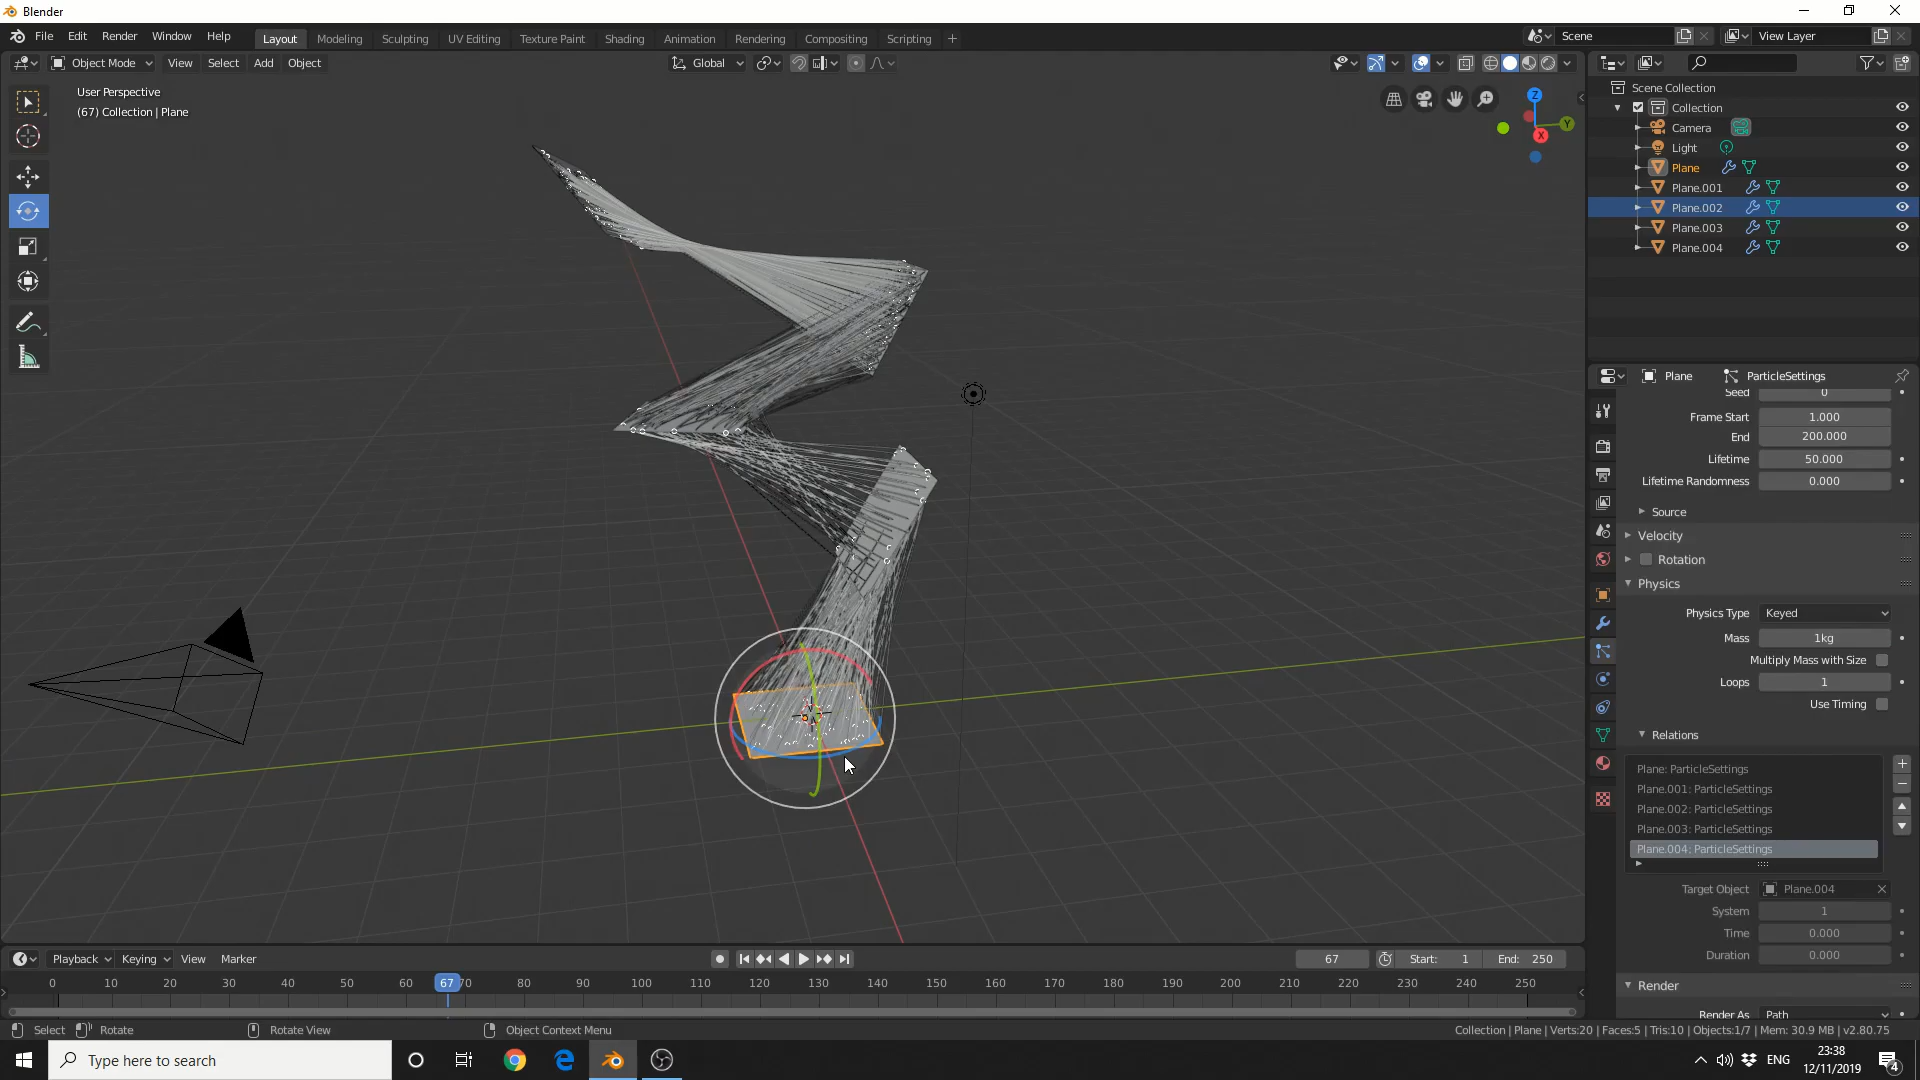 Blender
File Edit Render Window Help
Layout Modeling Sculpting UV Editing Texture Paint Shading Animation Rendering Compositing Scripting +
Scene
View Layer
Object Mode View Select Add Object
Global
User Perspective
(67) Collection | Plane
Z
Y
X
Scene Collection
Collection
Camera
Light
Plane
Plane.001
Plane.002
Plane.003
Plane.004
Plane ParticleSettings
Seed 0
Frame Start 1.000
End 200.000
Lifetime 50.000
Lifetime Randomness 0.000
Source
Velocity
Rotation
Physics
Physics Type Keyed
Mass 1kg
Multiply Mass with Size
Loops 1
Use Timing
Relations
Plane: ParticleSettings
Plane.001: ParticleSettings
Plane.002: ParticleSettings
Plane.003: ParticleSettings
Plane.004: ParticleSettings
Target Object Plane.004
System 1
Time 0.000
Duration 0.000
Render
Render As Path
Playback Keying View Marker
67 Start: 1 End: 250
0 10 20 30 40 50 60 67 70 80 90 100 110 120 130 140 150 160 170 180 190 200 210 220 230 240 250
Select Rotate Rotate View Object Context Menu
Collection | Plane | Verts:20 | Faces:5 | Tris:10 | Objects:1/7 | Mem: 30.9 MB | v2.80.75
Type here to search
ENG
23:38
12/11/2019
4